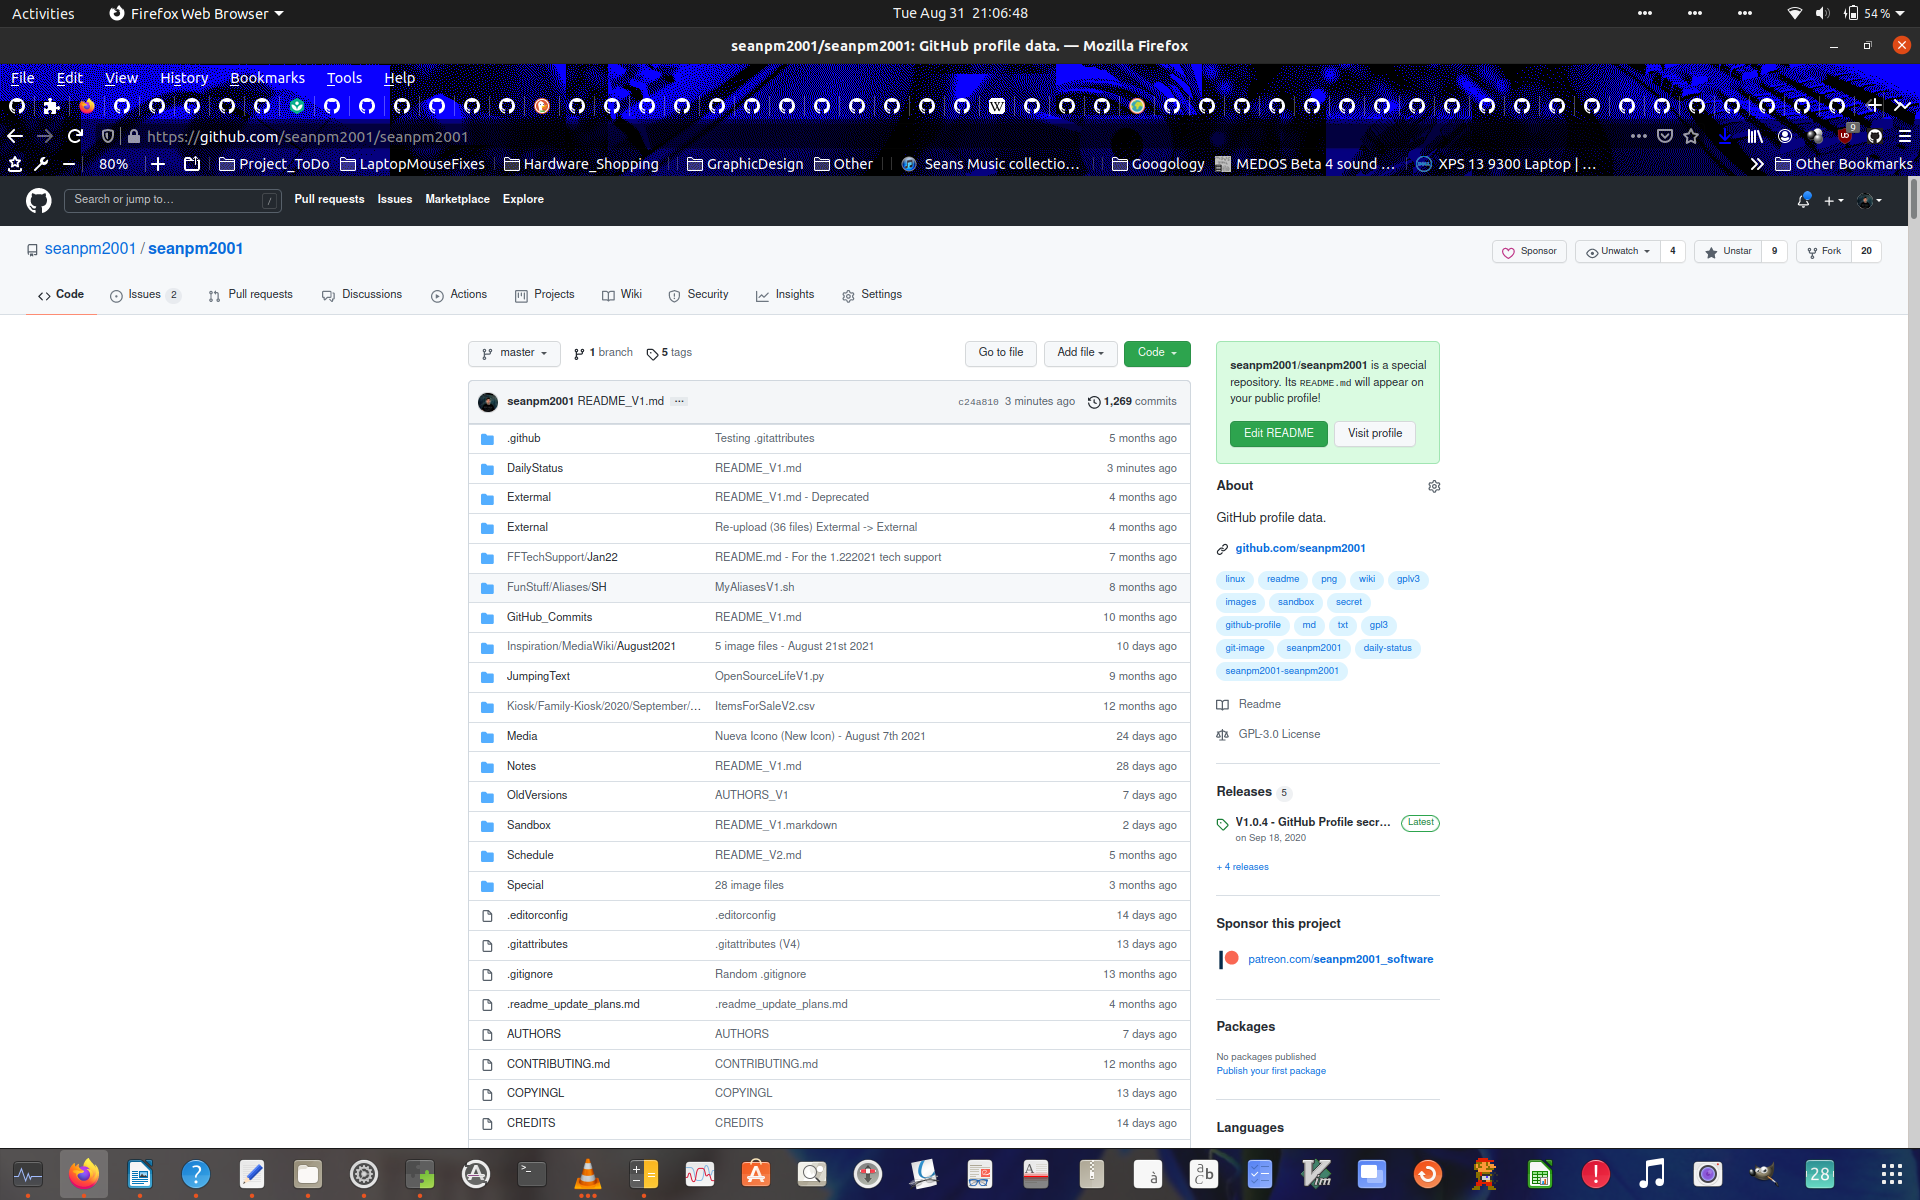 Activities Firefox Web Browser Tue Aug 31 21:06:48 54 %
seanpm2001/seanpm2001: GitHub profile data. — Mozilla Firefox
File Edit View History Bookmarks Tools Help
https://github.com/seanpm2001/seanpm2001 9
80% Project_ToDo LaptopMouseFixes Hardware_Shopping GraphicDesign Other Seans Music collectio… Googology MEDOS Beta 4 sound … XPS 13 9300 Laptop | … Other Bookmarks
Search or jump to… / Pull requests Issues Marketplace Explore
seanpm2001 / seanpm2001 Sponsor Unwatch 4 Unstar 9 Fork 20
Code Issues 2 Pull requests Discussions Actions Projects Wiki Security Insights Settings
master 1 branch 5 tags Go to file Add file Code
seanpm2001 README_V1.md ... c24a810 3 minutes ago 1,269 commits
.github Testing .gitattributes 5 months ago
DailyStatus README_V1.md 3 minutes ago
Extermal README_V1.md - Deprecated 4 months ago
External Re-upload (36 files) Extermal -> External 4 months ago
FFTechSupport/Jan22 README.md - For the 1.222021 tech support 7 months ago
FunStuff/Aliases/SH MyAliasesV1.sh 8 months ago
GitHub_Commits README_V1.md 10 months ago
Inspiration/MediaWiki/August2021 5 image files - August 21st 2021 10 days ago
JumpingText OpenSourceLifeV1.py 9 months ago
Kiosk/Family-Kiosk/2020/September/… ItemsForSaleV2.csv 12 months ago
Media Nueva Icono (New Icon) - August 7th 2021 24 days ago
Notes README_V1.md 28 days ago
OldVersions AUTHORS_V1 7 days ago
Sandbox README_V1.markdown 2 days ago
Schedule README_V2.md 5 months ago
Special 28 image files 3 months ago
.editorconfig .editorconfig 14 days ago
.gitattributes .gitattributes (V4) 13 days ago
.gitignore Random .gitignore 13 months ago
.readme_update_plans.md .readme_update_plans.md 4 months ago
AUTHORS AUTHORS 7 days ago
CONTRIBUTING.md CONTRIBUTING.md 12 months ago
COPYINGL COPYINGL 13 days ago
CREDITS CREDITS 14 days ago
seanpm2001/seanpm2001 is a special
repository. Its README.md will appear on
your public profile!
Edit README Visit profile
About
GitHub profile data.
github.com/seanpm2001
linux readme png wiki gplv3
images sandbox secret
github-profile md txt gpl3
git-image seanpm2001 daily-status
seanpm2001-seanpm2001
Readme
GPL-3.0 License
Releases 5
V1.0.4 - GitHub Profile secr... Latest
on Sep 18, 2020
+ 4 releases
Sponsor this project
patreon.com/seanpm2001_software
Packages
No packages published
Publish your first package
Languages
28